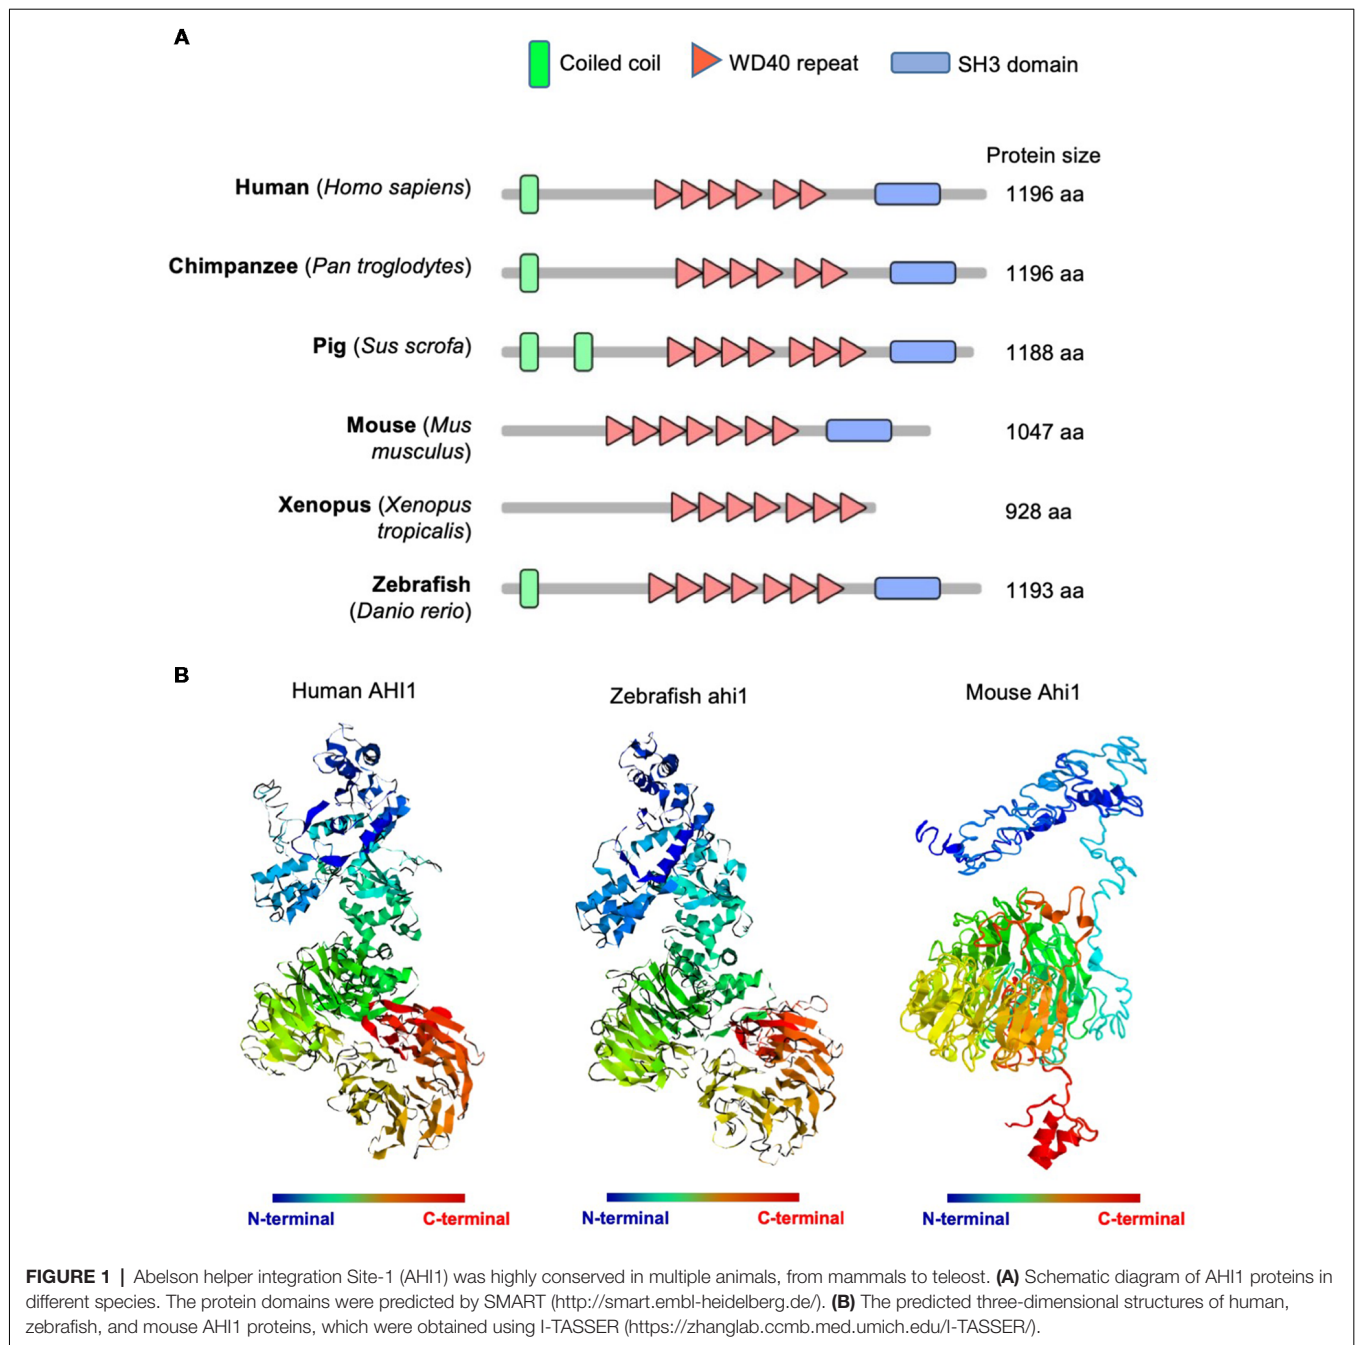 A
Coiled coil
WD40 repeat
SH3 domain
Protein size
Human (Homo sapiens)
1196 aa
Chimpanzee (Pan troglodytes)
1196 aa
Pig (Sus scrofa)
1188 aa
Mouse (Mus
musculus)
1047 aa
Xenopus (Xenopus
tropicalis)
928 aa
Zebrafish
(Danio rerio)
1193 aa
B
Human AHI1
Zebrafish ahi1
Mouse Ahi1
N-terminal
C-terminal
N-terminal
C-terminal
N-terminal
C-terminal
FIGURE 1 | Abelson helper integration Site-1 (AHI1) was highly conserved in multiple animals, from mammals to teleost. (A) Schematic diagram of AHI1 proteins in
different species. The protein domains were predicted by SMART (http://smart.embl-heidelberg.de/). (B) The predicted three-dimensional structures of human,
zebrafish, and mouse AHI1 proteins, which were obtained using I-TASSER (https://zhanglab.ccmb.med.umich.edu/I-TASSER/).